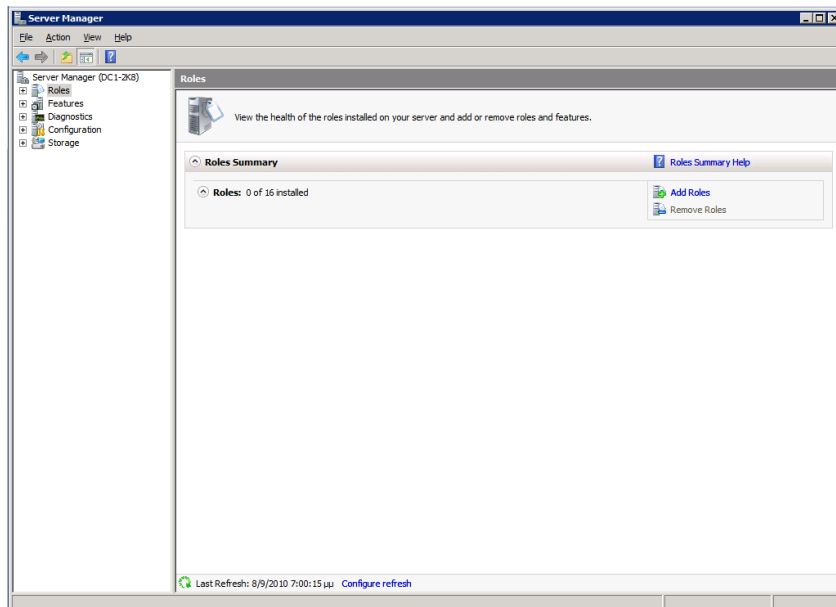 Server Manager
File Action View Help
Server Manager (DC1-2K8)
Roles
Features
Diagnostics
Configuration
Storage
Roles
View the health of the roles installed on your server and add or remove roles and features.
Roles Summary
Roles Summary Help
Roles: 0 of 16 installed
Add Roles
Remove Roles
Last Refresh: 8/9/2010 7:00:15 μμ Configure refresh